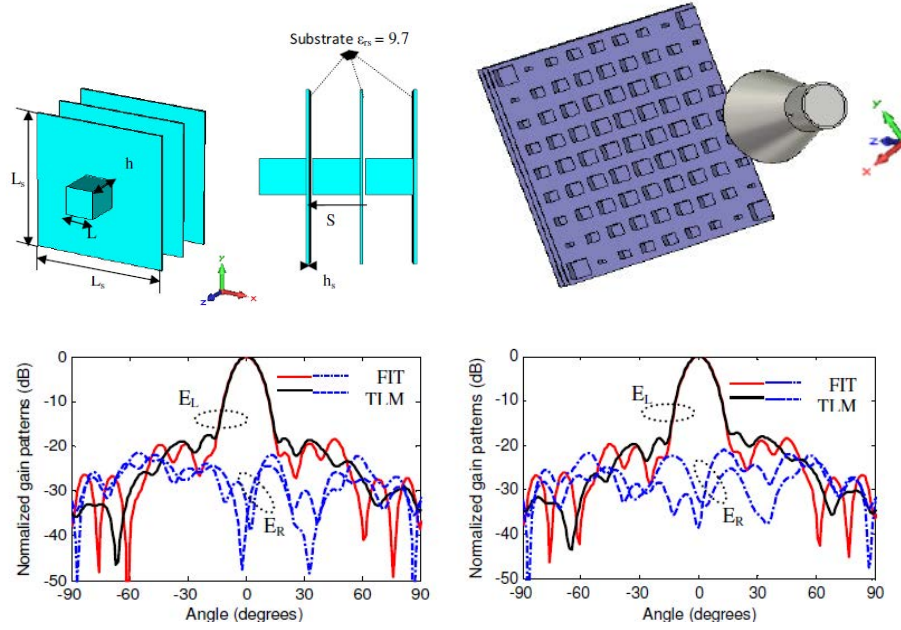 Substrate εrs = 9.7
h
Ls
L
Ls
S
hs
y
z
x
y
z
x
Normalized gain patterns (dB)
0
-10
-20
-30
-40
-50
EL
FIT
TLM
ER
-90 -60 -30 0 30 60 90
Angle (degrees)
Normalized gain patterns (dB)
0
-10
-20
-30
-40
-50
EL
FIT
TLM
ER
-90 -60 -30 0 30 60 90
Angle (degrees)